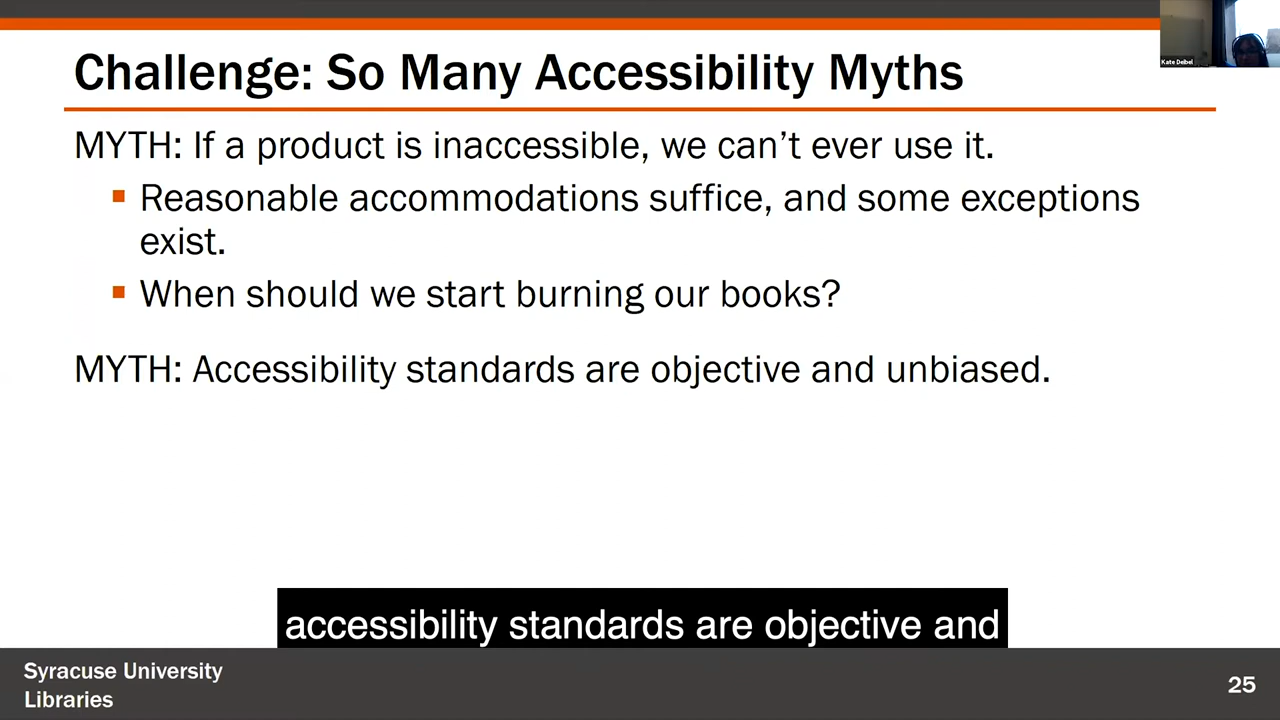 Kate Deibel
Challenge: So Many Accessibility Myths
MYTH: If a product is inaccessible, we can’t ever use it.
Reasonable accommodations suffice, and some exceptions
exist.
When should we start burning our books?
MYTH: Accessibility standards are objective and unbiased.
accessibility standards are objective and
Syracuse University
Libraries
25